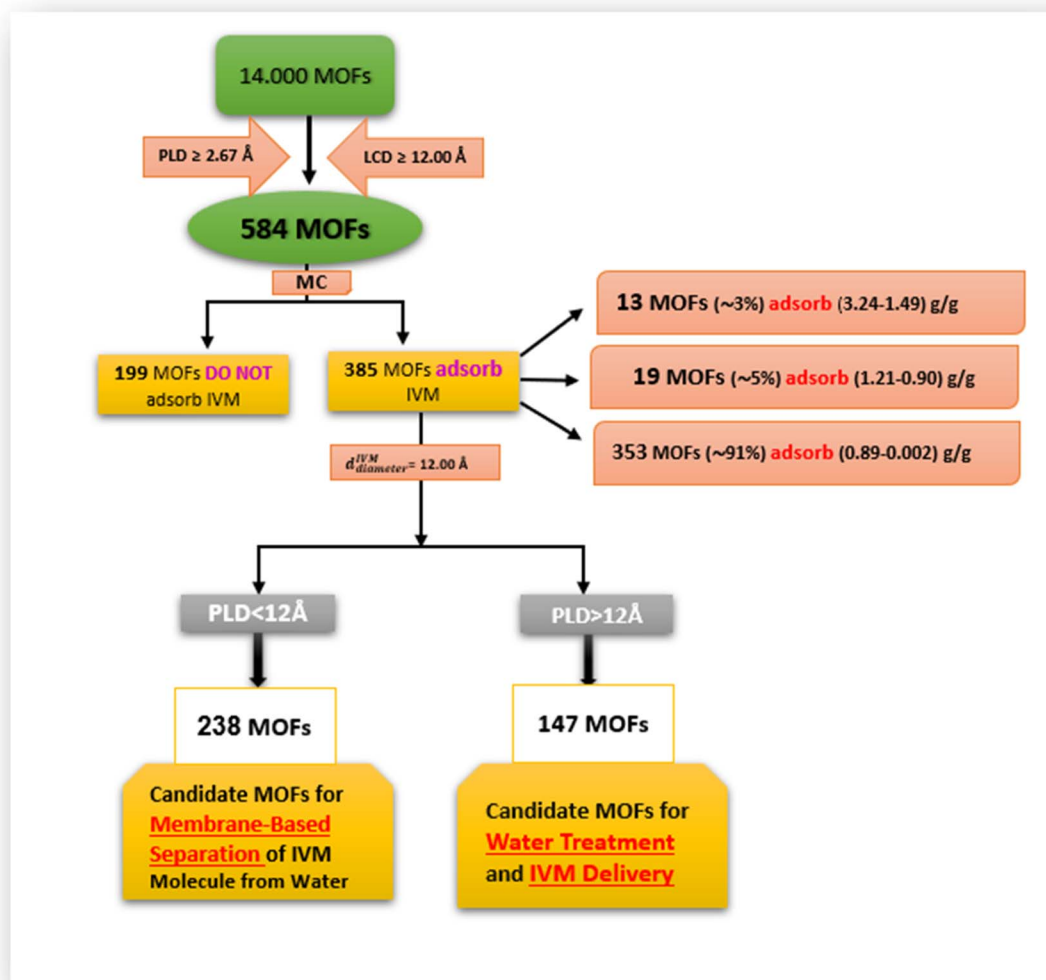 14.000 MOFs
PLD ≥ 2.67 Å
LCD ≥ 12.00 Å
584 MOFs
MC
199 MOFs DO NOT
adsorb IVM
385 MOFs adsorb
IVM
13 MOFs (~3%) adsorb (3.24-1.49) g/g
19 MOFs (~5%) adsorb (1.21-0.90) g/g
353 MOFs (~91%) adsorb (0.89-0.002) g/g
d^{IVM}_{diameter}= 12.00 Å
PLD<12Å
PLD>12Å
238 MOFs
147 MOFs
Candidate MOFs for
Membrane-Based
Separation of IVM
Molecule from Water
Candidate MOFs for
Water Treatment
and IVM Delivery